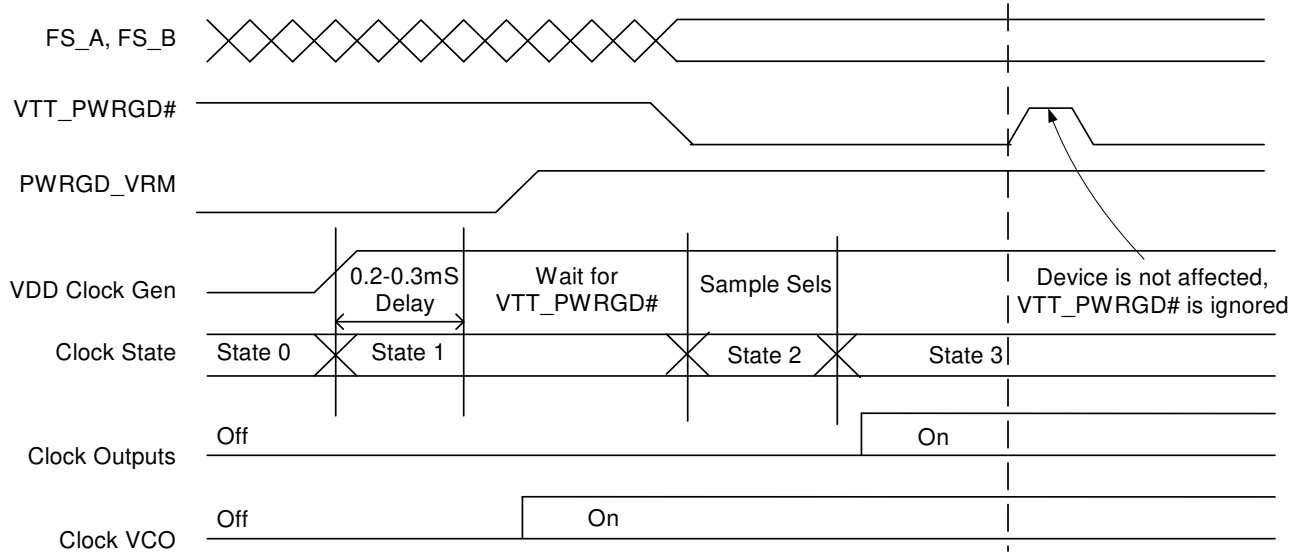 FS_A, FS_B
VTT_PWRGD#
PWRGD_VRM
VDD Clock Gen
0.2-0.3mS
Delay
Wait for
VTT_PWRGD#
Sample Sels
Device is not affected,
VTT_PWRGD# is ignored
Clock State
State 0
State 1
State 2
State 3
Clock Outputs
Off
On
Clock VCO
Off
On